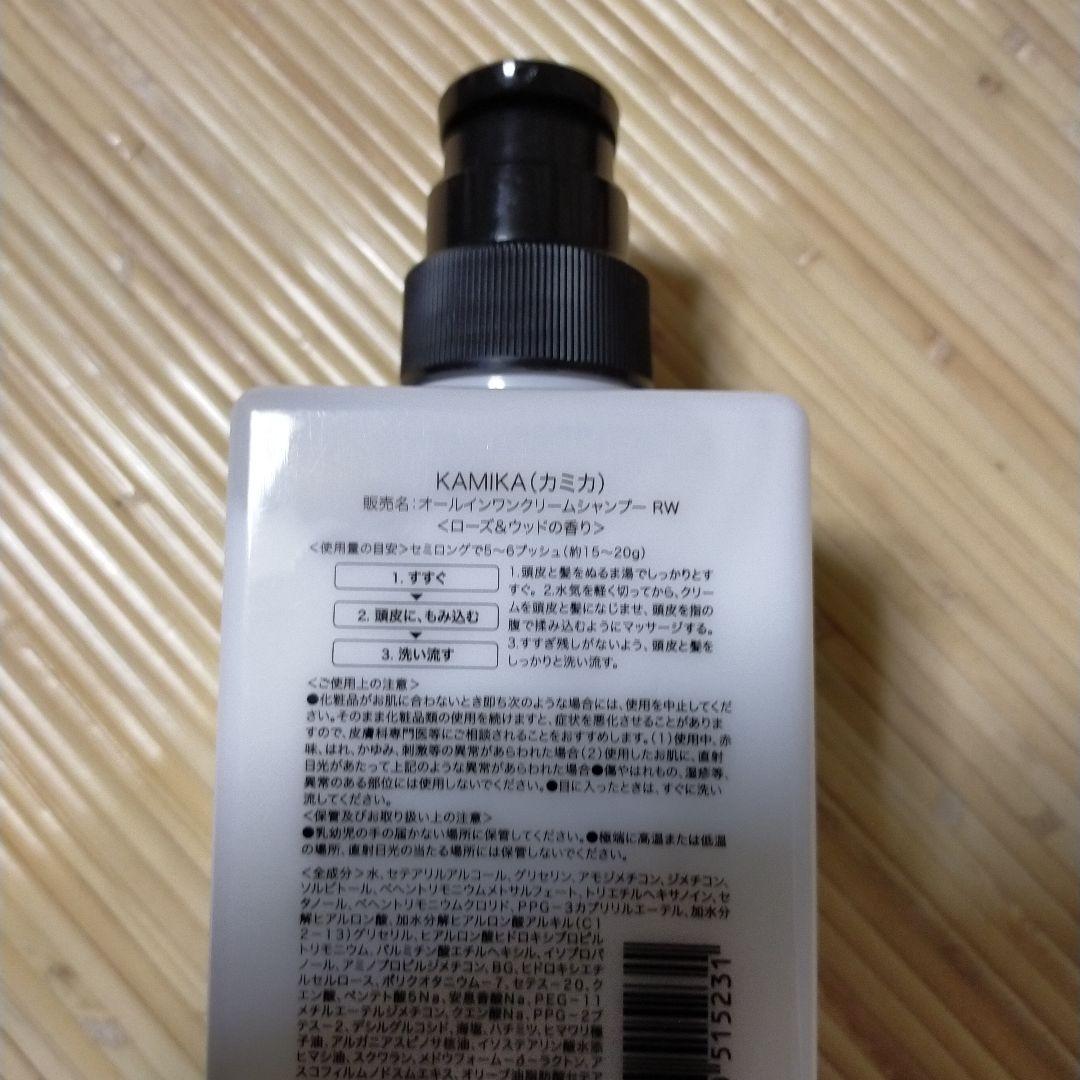 KAMIKA(カミカ)
販売名:オールインワンクリームシャンプー RW
<ローズ&ウッドの香り>
<使用量の目安>セミロングで5〜6プッシュ(約15〜20g)
1. すすぐ
2. 頭皮に、もみ込む
3. 洗い流す
1.頭皮と髪をぬるま湯でしっかりとす
すぐ。2.水気を軽く切ってから、クリー
ムを頭皮と髪になじませ、頭皮を指の
腹で揉み込むようにマッサージする。
3.すすぎ残しがないよう、頭皮と髪を
しっかりと洗い流す。
<ご使用上の注意>
●化粧品がお肌に合わないとき即ち次のような場合には、使用を中止してくだ
さい。そのまま化粧品類の使用を続けますと、症状を悪化させることがありま
すので、皮膚科専門医等にご相談されることをおすすめします。(1)使用中、赤
味、はれ、かゆみ、刺激等の異常があらわれた場合(2)使用したお肌に、直射
日光があたって上記のような異常があらわれた場合●傷やはれもの、湿疹等、
異常のある部位には使用しないでください。●目に入ったときは、すぐに洗い
流してください。
<保管及びお取り扱い上の注意>
●乳幼児の手の届かない場所に保管してください。●極端に高温または低温
の場所、直射日光の当たる場所には保管しないでください。
<全成分>水、セテアリルアルコール、グリセリン、アモジメチコン、ジメチコン、
ソルビトール、ベヘントリモニウムメトサルフェート、トリエチルヘキサノイン、セ
タノール、ベヘントリモニウムクロリド、PPG-3カプリリルエーテル、加水分
解ヒアルロン酸、加水分解ヒアルロン酸アルキル(C1
2-13)グリセリル、ヒアルロン酸ヒドロキシプロピル
トリモニウム、パルミチン酸エチルヘキシル、イソプロパ
ノール、アミノプロピルジメチコン、BG、ヒドロキシエチ
ルセルロース、ポリクオタニウム-7、セテス-20、ク
エン酸、ペンテト酸5Na、安息香酸Na、PEG-11
メチルエーテルジメチコン、クエン酸Na、PPG-2ブ
テス-2、デシルグルコシド、海塩、ハチミツ、ヒマワリ種
子油、アルガニアスピノサ核油、イソステアリン酸水添
ヒマシ油、スクワラン、メドウフォーム-δ-ラクトン、ア
スコフィルムノドスムエキス、オリーブ油脂肪酸セテア
515231